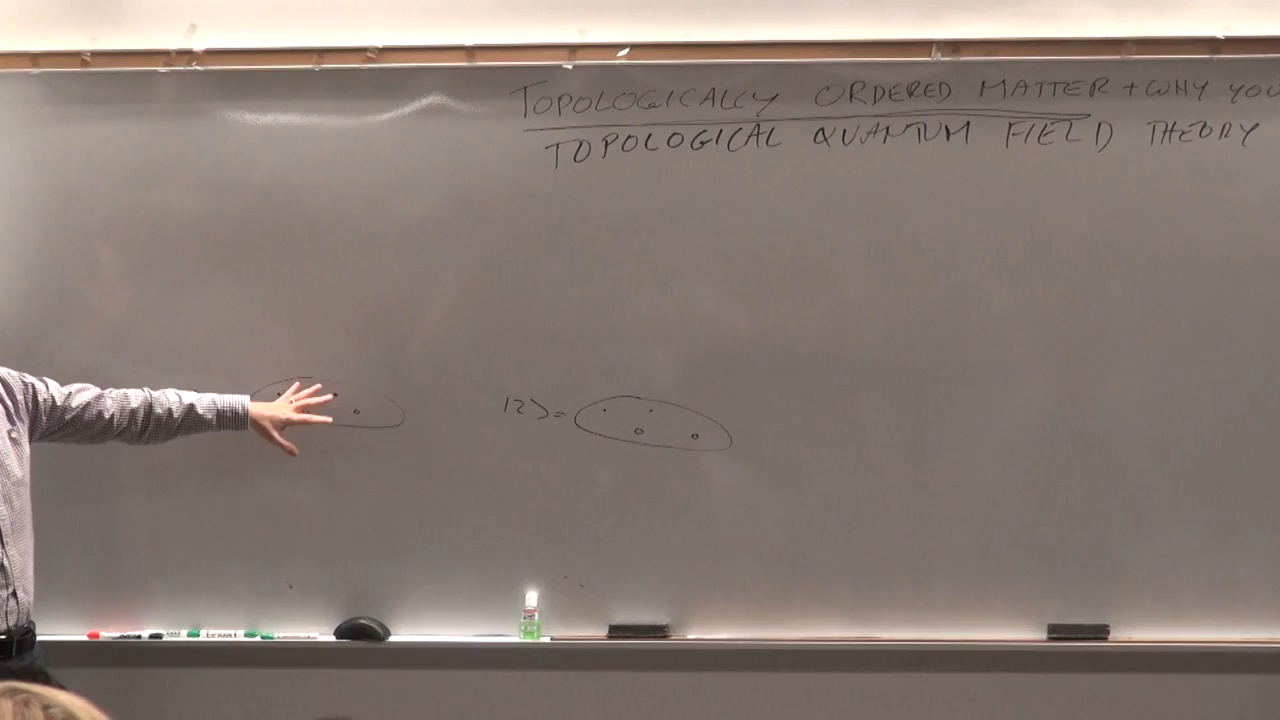 TOPOLOGICALLY ORDERED MATTER + WHY YOU
TOPOLOGICAL QUANTUM FIELD THEORY
|2> =